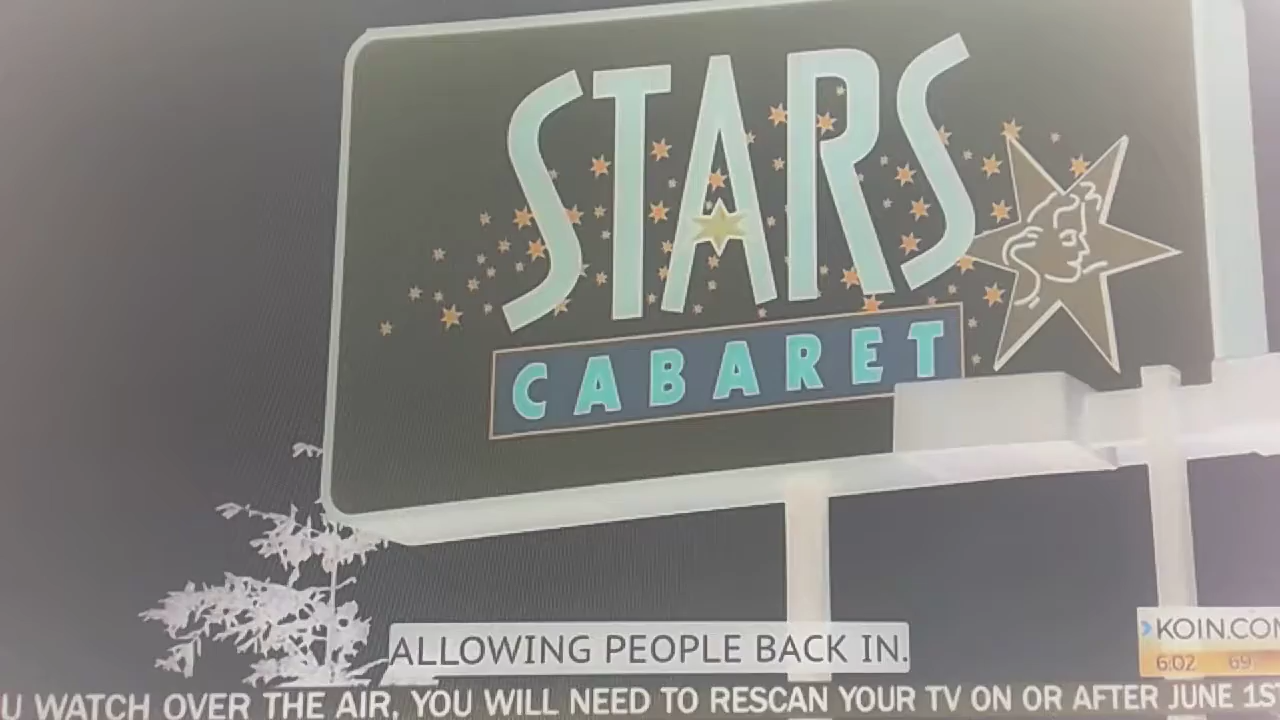 STARS
CABARET
ALLOWING PEOPLE BACK IN.
KOIN.CO
6:02 69
U WATCH OVER THE AIR, YOU WILL NEED TO RESCAN YOUR TV ON OR AFTER JUNE 1S